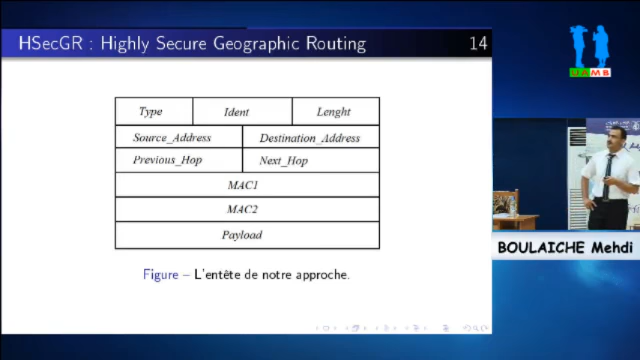 HSecGR : Highly Secure Geographic Routing 14
Type Ident Lenght
Source_Address Destination_Address
Previous_Hop Next_Hop
MAC1
MAC2
Payload
Figure – L'entête de notre approche.
UAMB
BOULAICHE Mehdi